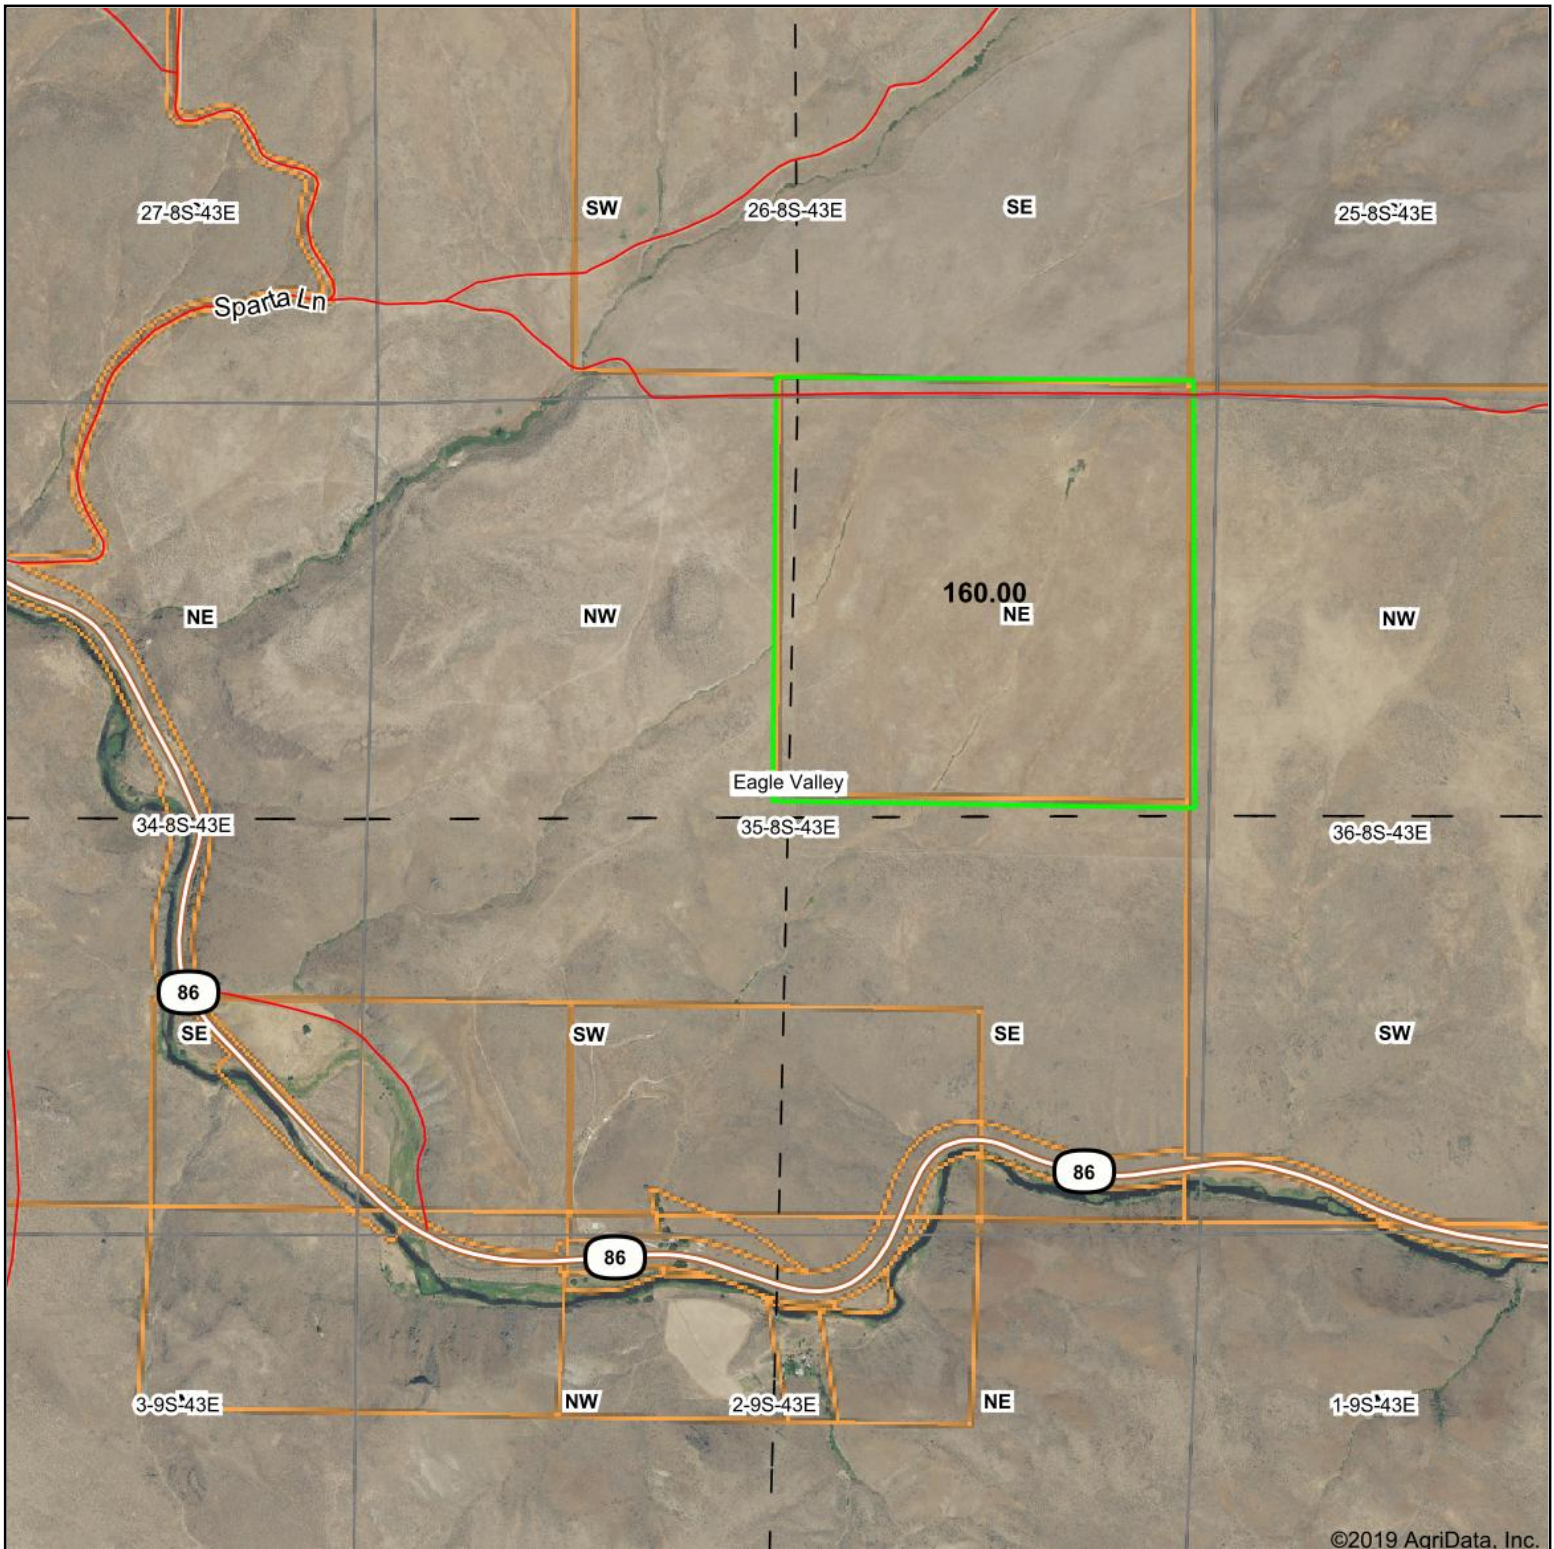 SW
SE
27-8S-43E
26-8S-43E
25-8S-43E
Sparta Ln
160.00
NE
NW
NE
NW
Eagle Valley
34-8S-43E
35-8S-43E
36-8S-43E
86
SE
SW
SE
SW
86
86
3-9S-43E
NW
2-9S-43E
NE
1-9S-43E
©2019 AgriData, Inc.